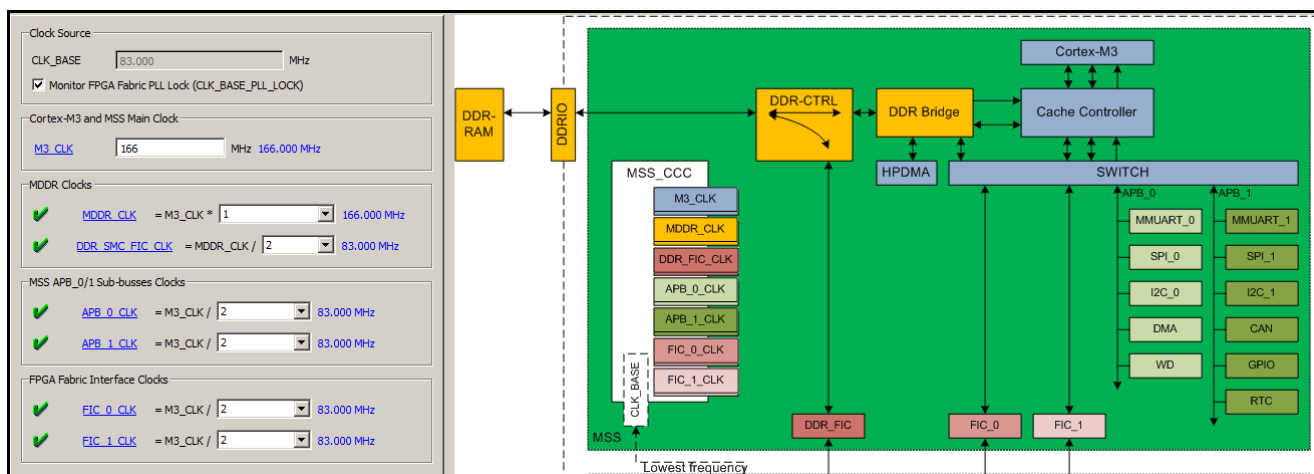 Clock Source
CLK_BASE 83.000 MHz
Monitor FPGA Fabric PLL Lock (CLK_BASE_PLL_LOCK)
Cortex-M3 and MSS Main Clock
M3_CLK 166 MHz 166.000 MHz
MDDR Clocks
MDDR_CLK = M3_CLK * 1 166.000 MHz
DDR_SMC_FIC_CLK = MDDR_CLK / 2 83.000 MHz
MSS APB_0/1 Sub-busses Clocks
APB_0_CLK = M3_CLK / 2 83.000 MHz
APB_1_CLK = M3_CLK / 2 83.000 MHz
FPGA Fabric Interface Clocks
FIC_0_CLK = M3_CLK / 2 83.000 MHz
FIC_1_CLK = M3_CLK / 2 83.000 MHz
DDR-
RAM
DDRIO
DDR-CTRL
DDR Bridge
Cortex-M3
Cache Controller
HPDMA
SWITCH
MSS_CCC
M3_CLK
MDDR_CLK
DDR_FIC_CLK
APB_0_CLK
APB_1_CLK
FIC_0_CLK
FIC_1_CLK
CLK_BASE
APB_0
MMUART_0
SPI_0
I2C_0
DMA
WD
APB_1
MMUART_1
SPI_1
I2C_1
CAN
GPIO
RTC
MSS
DDR_FIC
FIC_0
FIC_1
Lowest frequency